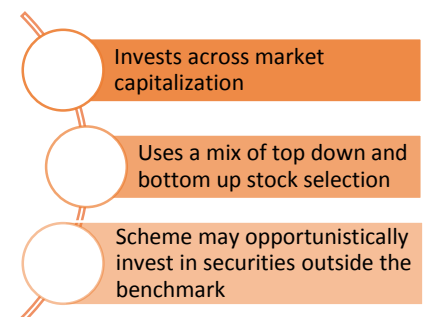 Invests across market
capitalization
Uses a mix of top down and
bottom up stock selection
Scheme may opportunistically
invest in securities outside the
benchmark